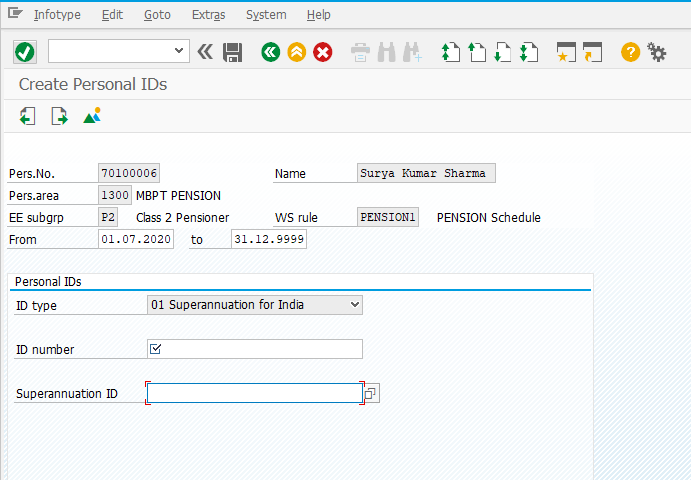 Infotype Edit Goto Extras System Help
Create Personal IDs
Pers.No. 70100006 Name Surya Kumar Sharma
Pers.area 1300 MBPT PENSION
EE subgrp P2 Class 2 Pensioner WS rule PENSION1 PENSION Schedule
From 01.07.2020 to 31.12.9999
Personal IDs
ID type 01 Superannuation for India
ID number
Superannuation ID